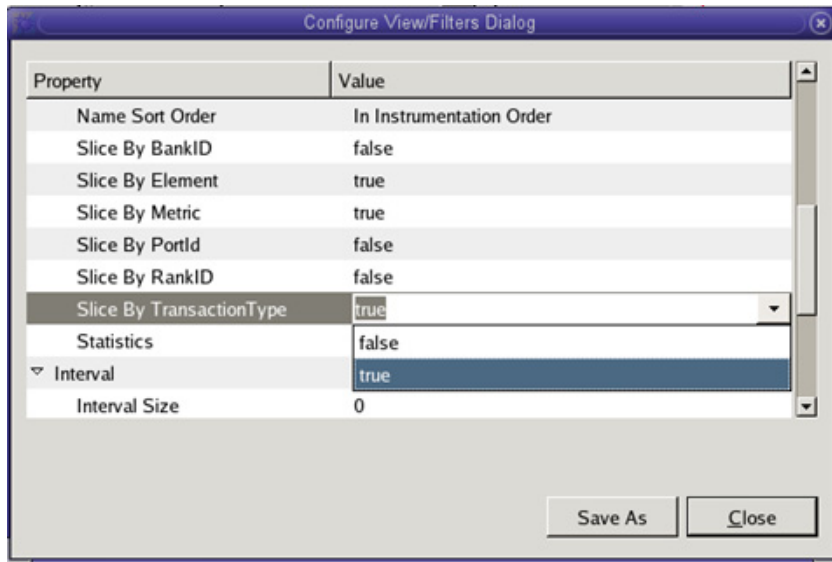 Configure View/Filters Dialog
Property Value
Name Sort Order In Instrumentation Order
Slice By BankID false
Slice By Element true
Slice By Metric true
Slice By PortId false
Slice By RankID false
Slice By TransactionType true
Statistics false
Interval true
Interval Size 0
Save As Close